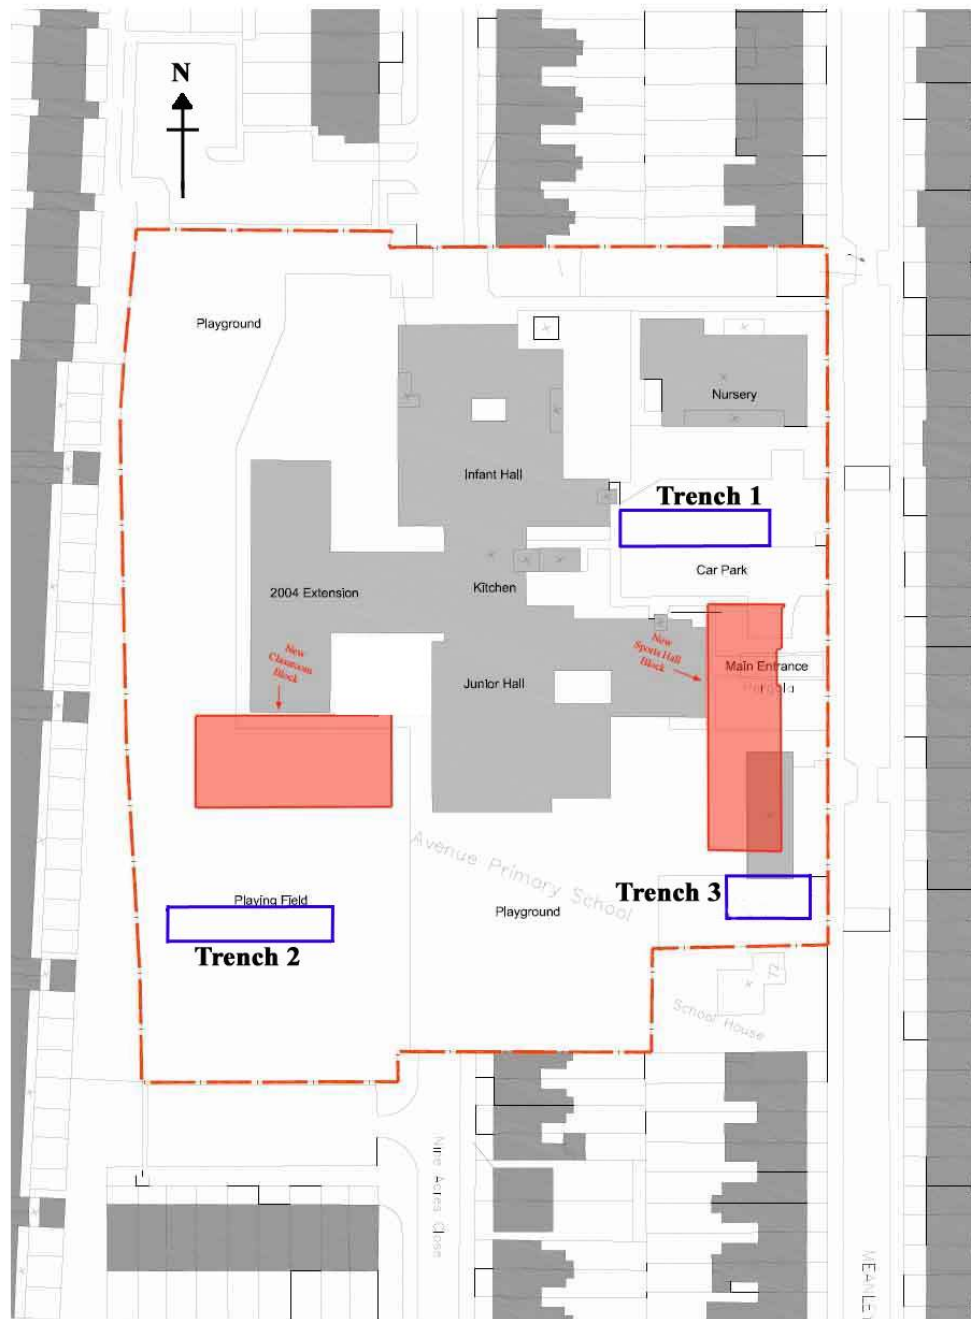 N
Playground
Nursery
Infant Hall
Trench 1
Car Park
2004 Extension
Kitchen
New
Classroom
Block
New
Sports Hall
Block
Main Entrance
Pergola
Junior Hall
Avenue Primary School
Playing Field
Playground
Trench 3
Trench 2
72
School House
Nine Acres Close
MEANLE